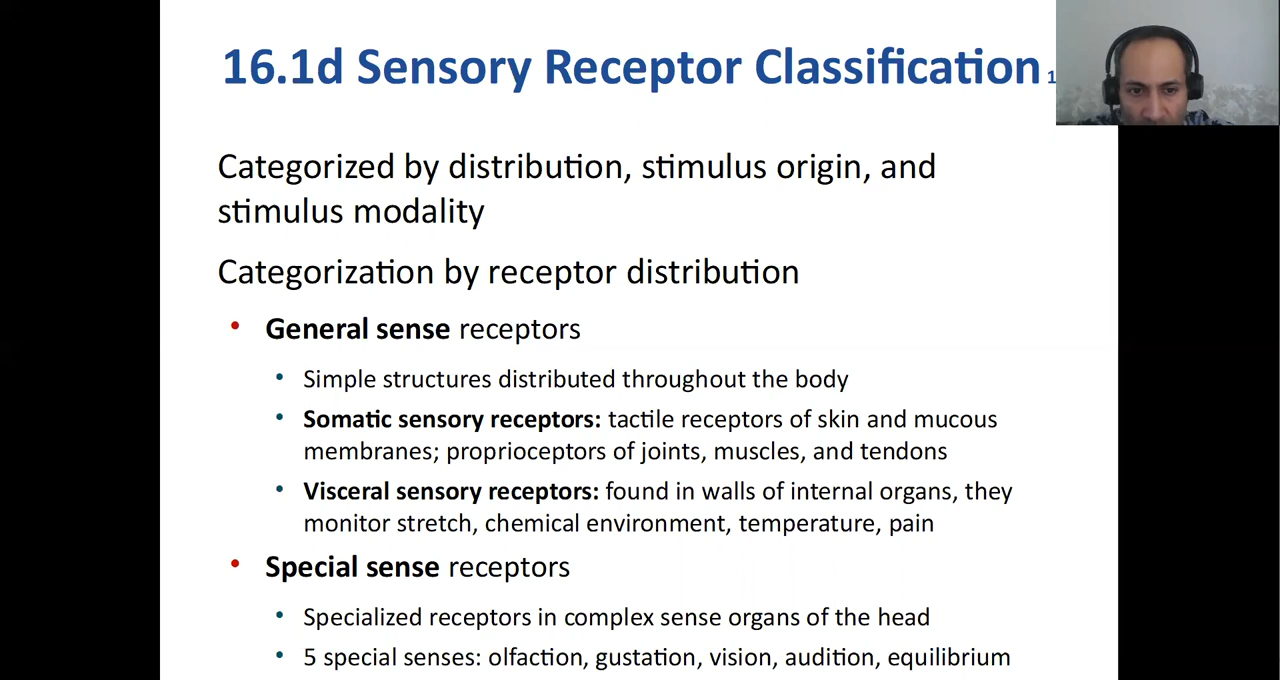 16.1d Sensory Receptor Classification 1
Categorized by distribution, stimulus origin, and
stimulus modality
Categorization by receptor distribution
• General sense receptors
• Simple structures distributed throughout the body
• Somatic sensory receptors: tactile receptors of skin and mucous
membranes; proprioceptors of joints, muscles, and tendons
• Visceral sensory receptors: found in walls of internal organs, they
monitor stretch, chemical environment, temperature, pain
• Special sense receptors
• Specialized receptors in complex sense organs of the head
• 5 special senses: olfaction, gustation, vision, audition, equilibrium